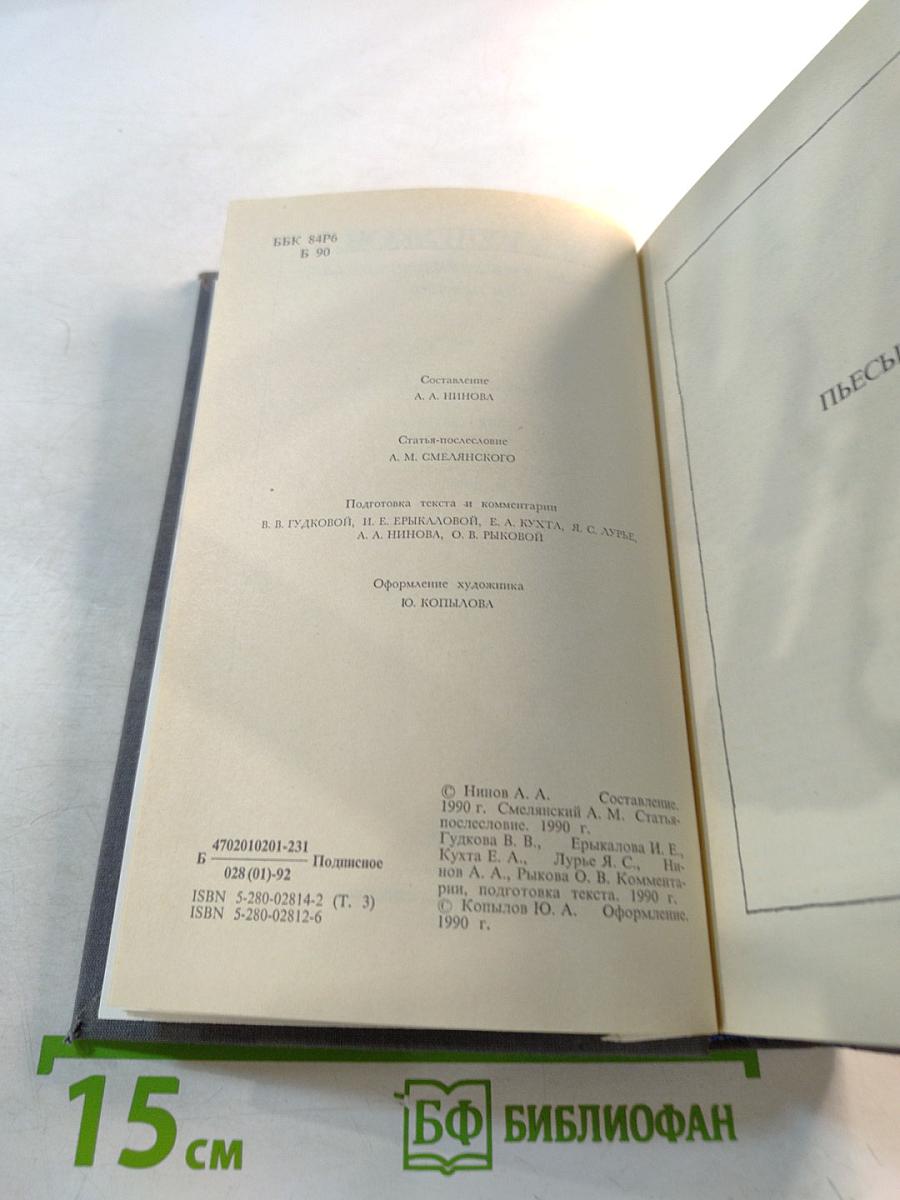 ББК 84Р6
Б 90
Составление
А. А. НИНОВА
Статья-послесловие
А. М. СМЕЛЯНСКОГО
Подготовка текста и комментарии
В. В. ГУДКОВОЙ, И. Е. ЕРЫКАЛОВОЙ, Е. А. КУХТА, Я. С. ЛУРЬЕ,
А. А. НИНОВА, О. В. РЫКОВОЙ
Оформление художника
Ю. КОПЫЛОВА
Б 4702010201-231
028(01)-92 Подписное
ISBN 5-280-02814-2 (Т. 3)
ISBN 5-280-02812-6
© Нинов А. А. Составление.
1990 г. Смелянский А. М. Статья-
послесловие. 1990 г.
Гудкова В. В., Ерыкалова И. Е.,
Кухта Е. А., Лурье Я. С., Ни-
нов А. А., Рыкова О. В. Коммента-
рии, подготовка текста. 1990 г.
© Копылов Ю. А. Оформление.
1990 г.
ПЬЕСЫ
15 см
БФ БИБЛИОФАН